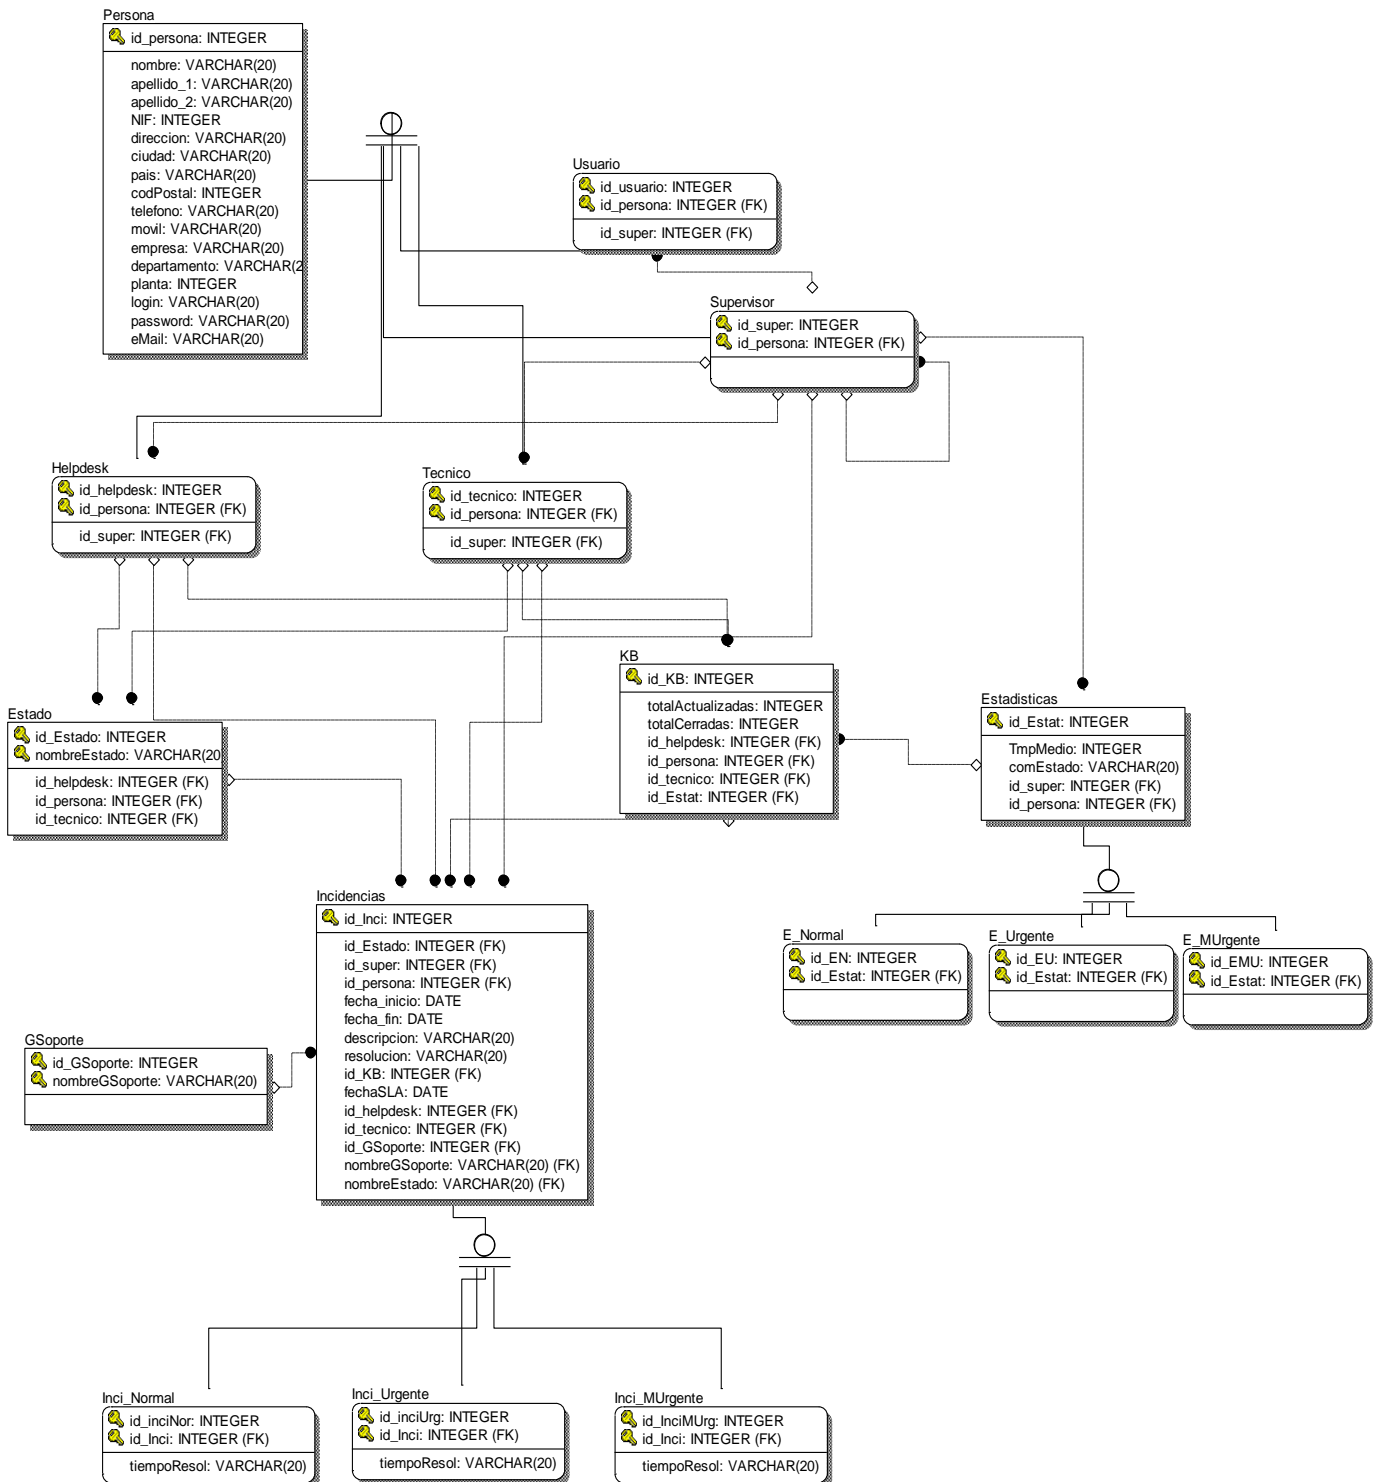 Persona
id_persona: INTEGER
nombre: VARCHAR(20)
apellido_1: VARCHAR(20)
apellido_2: VARCHAR(20)
NIF: INTEGER
direccion: VARCHAR(20)
ciudad: VARCHAR(20)
pais: VARCHAR(20)
codPostal: INTEGER
telefono: VARCHAR(20)
movil: VARCHAR(20)
empresa: VARCHAR(20)
departamento: VARCHAR(2
planta: INTEGER
login: VARCHAR(20)
password: VARCHAR(20)
eMail: VARCHAR(20)
Usuario
id_usuario: INTEGER
id_persona: INTEGER (FK)
id_super: INTEGER (FK)
Supervisor
id_super: INTEGER
id_persona: INTEGER (FK)
Helpdesk
id_helpdesk: INTEGER
id_persona: INTEGER (FK)
id_super: INTEGER (FK)
Tecnico
id_tecnico: INTEGER
id_persona: INTEGER (FK)
id_super: INTEGER (FK)
KB
id_KB: INTEGER
totalActualizadas: INTEGER
totalCerradas: INTEGER
id_helpdesk: INTEGER (FK)
id_persona: INTEGER (FK)
id_tecnico: INTEGER (FK)
id_Estat: INTEGER (FK)
Estadisticas
id_Estat: INTEGER
TmpMedio: INTEGER
comEstado: VARCHAR(20)
id_super: INTEGER (FK)
id_persona: INTEGER (FK)
Estado
id_Estado: INTEGER
nombreEstado: VARCHAR(20
id_helpdesk: INTEGER (FK)
id_persona: INTEGER (FK)
id_tecnico: INTEGER (FK)
Incidencias
id_Inci: INTEGER
id_Estado: INTEGER (FK)
id_super: INTEGER (FK)
id_persona: INTEGER (FK)
fecha_inicio: DATE
fecha_fin: DATE
descripcion: VARCHAR(20)
resolucion: VARCHAR(20)
id_KB: INTEGER (FK)
fechaSLA: DATE
id_helpdesk: INTEGER (FK)
id_tecnico: INTEGER (FK)
id_GSoporte: INTEGER (FK)
nombreGSoporte: VARCHAR(20) (FK)
nombreEstado: VARCHAR(20) (FK)
E_Normal
id_EN: INTEGER
id_Estat: INTEGER (FK)
E_Urgente
id_EU: INTEGER
id_Estat: INTEGER (FK)
E_MUrgente
id_EMU: INTEGER
id_Estat: INTEGER (FK)
GSoporte
id_GSoporte: INTEGER
nombreGSoporte: VARCHAR(20)
Inci_Normal
id_inciNor: INTEGER
id_Inci: INTEGER (FK)
tiempoResol: VARCHAR(20)
Inci_Urgente
id_inciUrg: INTEGER
id_Inci: INTEGER (FK)
tiempoResol: VARCHAR(20)
Inci_MUrgente
id_InciMUrg: INTEGER
id_Inci: INTEGER (FK)
tiempoResol: VARCHAR(20)